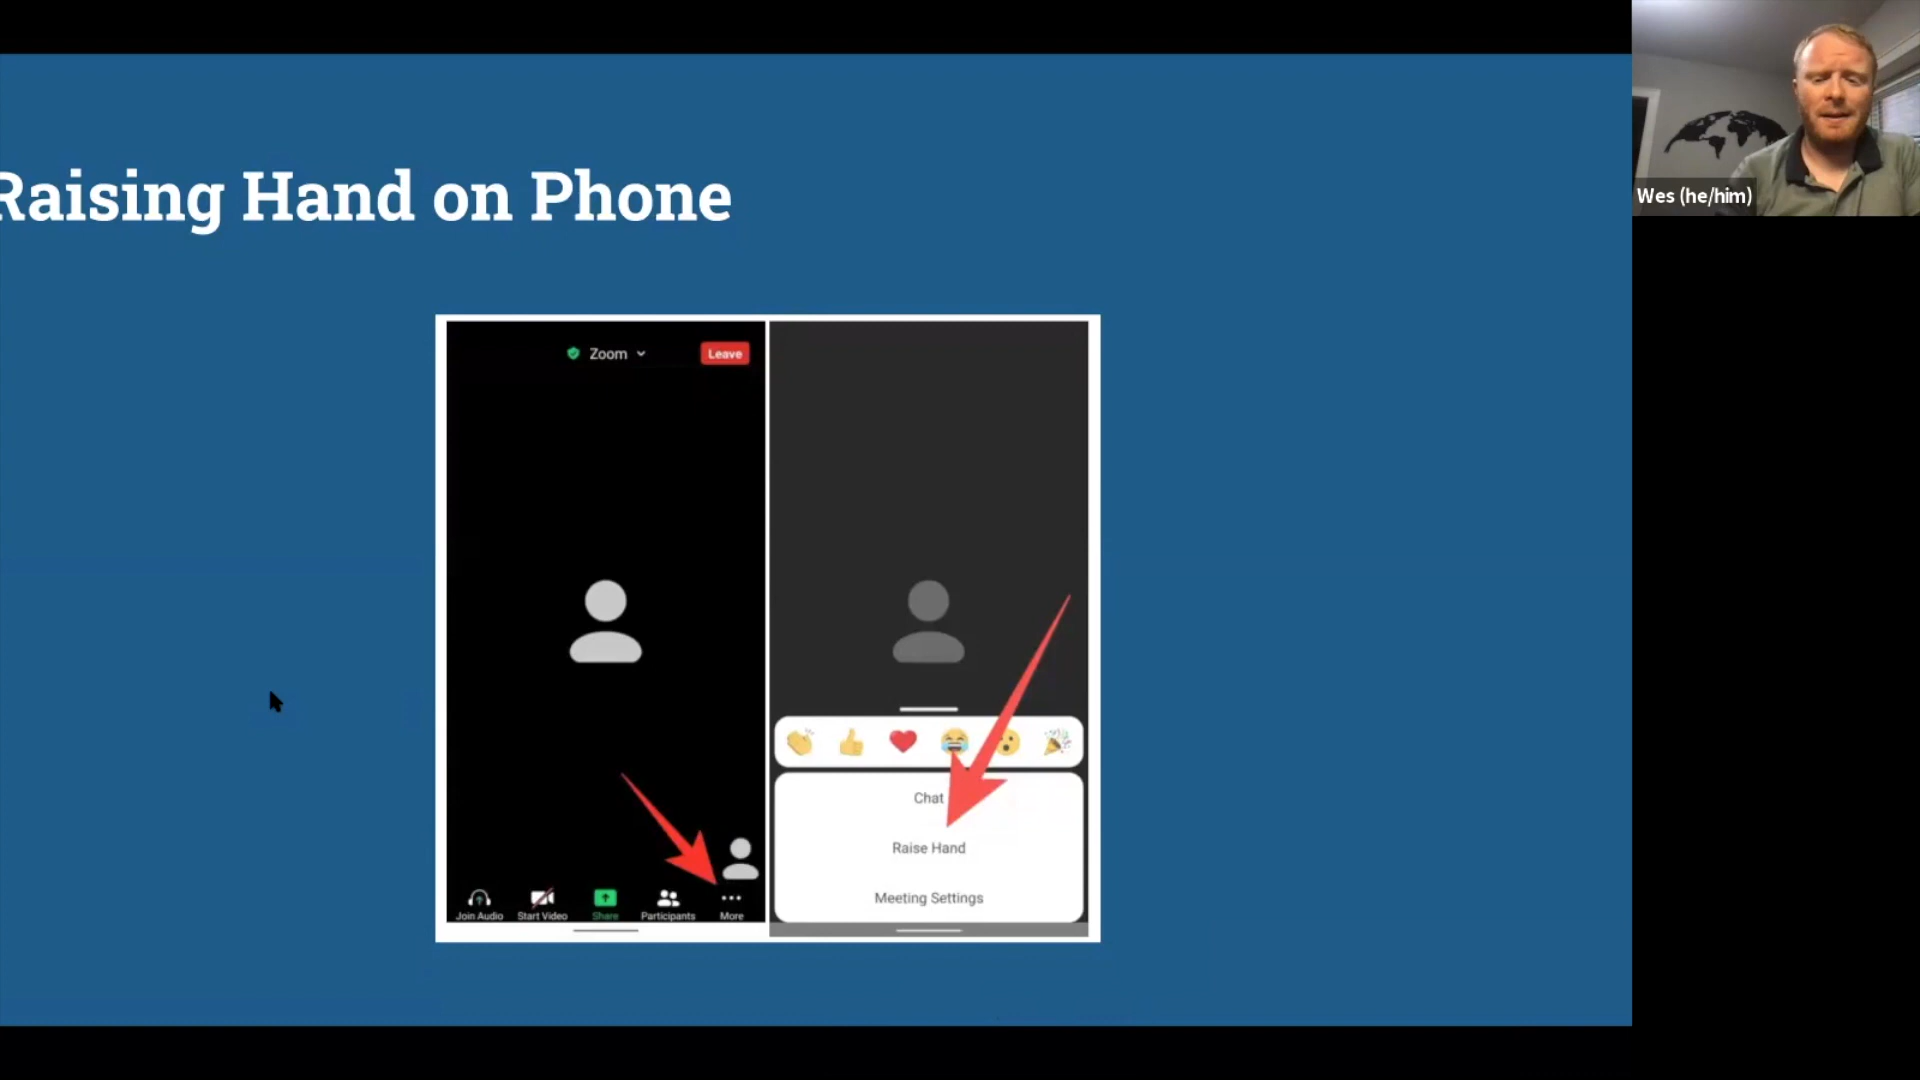 Raising Hand on Phone
Wes (he/him)
Zoom
Leave
Join Audio
Start Video
Share
Participants
More
Chat
Raise Hand
Meeting Settings